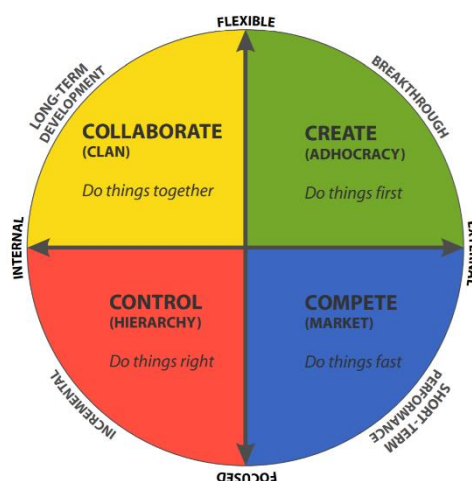 FLEXIBLE
LONG-TERM
DEVELOPMENT
BREAKTHROUGH
COLLABORATE
(CLAN)
Do things together
CREATE
(ADHOCRACY)
Do things first
INTERNAL
EXTERNAL
CONTROL
(HIERARCHY)
Do things right
COMPETE
(MARKET)
Do things fast
INCREMENTAL
SHORT-TERM
PERFORMANCE
FOCUSED